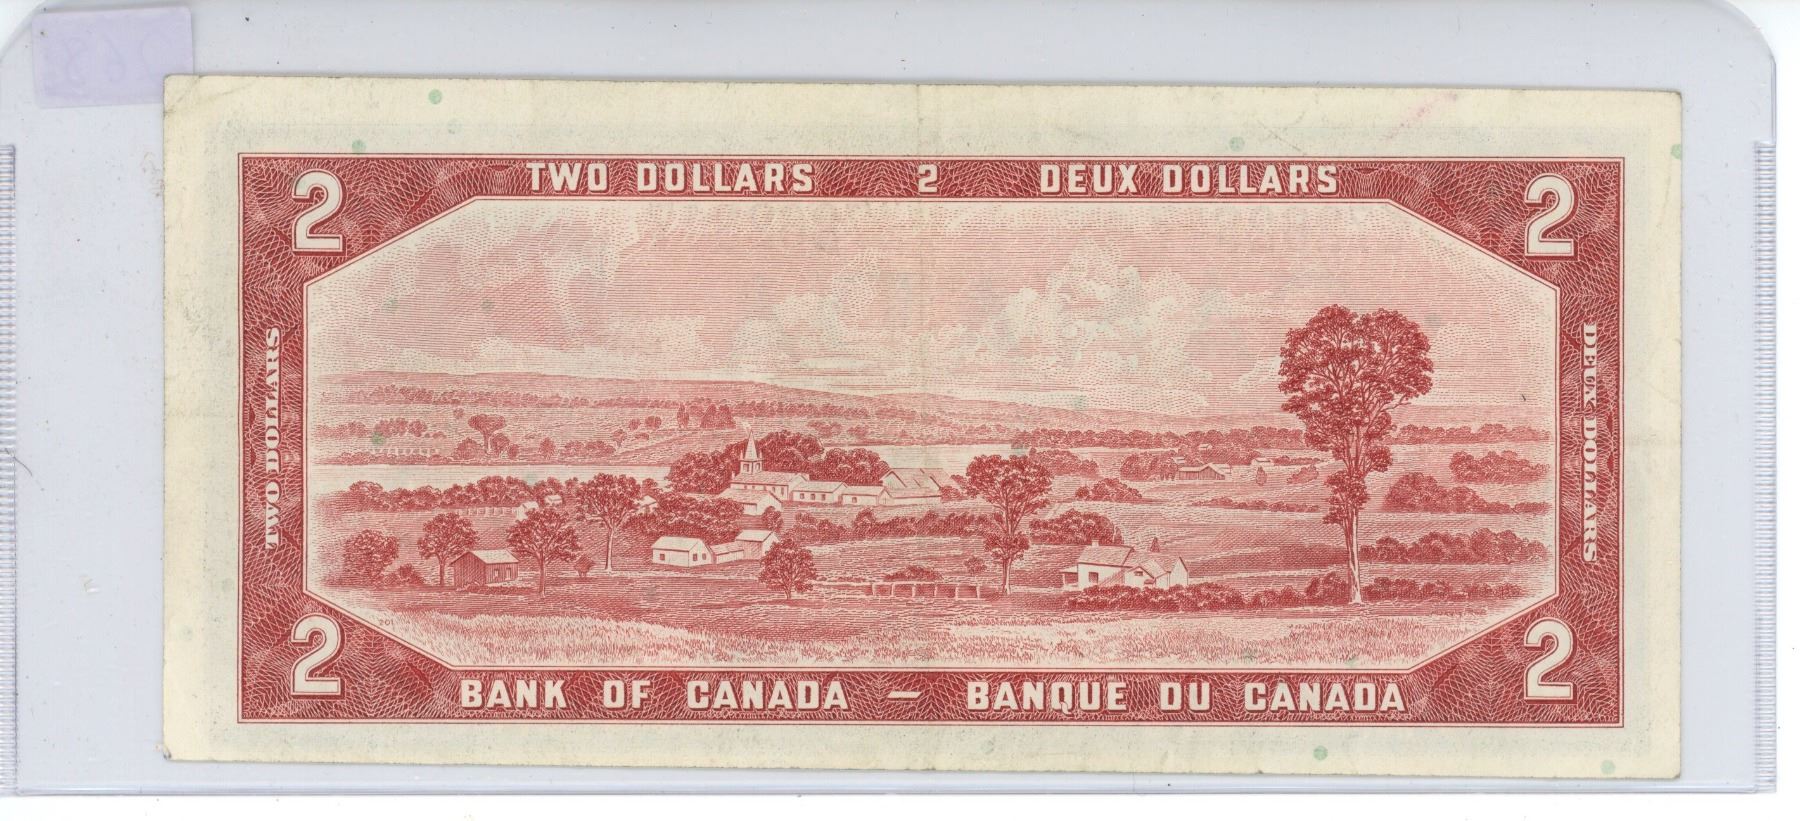 2 TWO DOLLARS 2 DEUX DOLLARS 2
TWO DOLLARS
DEUX DOLLARS
201
2 BANK OF CANADA – BANQUE DU CANADA 2